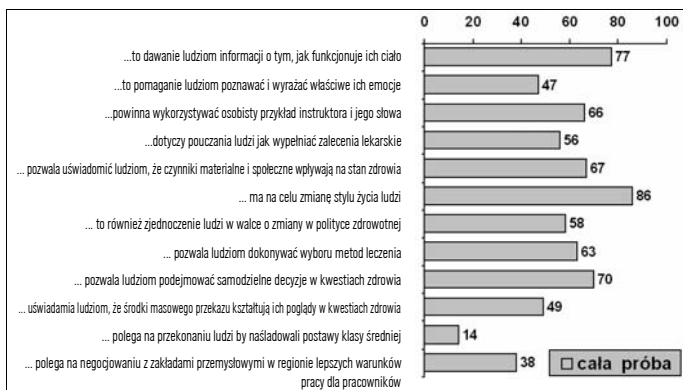 0 20 40 60 80 100
...to dawanie ludziom informacji o tym, jak funkcjonuje ich ciało 77
...to pomaganie ludziom poznawać i wyrażać właściwe ich emocje 47
...powinna wykorzystywać osobisty przykład instruktora i jego słowa 66
...dotyczy pouczania ludzi jak wypełniać zalecenia lekarskie 56
... pozwala uświadomić ludziom, że czynniki materialne i społeczne wpływają na stan zdrowia 67
... ma na celu zmianę stylu życia ludzi 86
... to również zjednoczenie ludzi w walce o zmiany w polityce zdrowotnej 58
... pozwala ludziom dokonywać wyboru metod leczenia 63
... pozwala ludziom podejmować samodzielne decyzje w kwestiach zdrowia 70
... uświadamia ludziom, że środki masowego przekazu kształtują ich poglądy w kwestiach zdrowia 49
... polega na przekonaniu ludzi by naśladowali postawy klasy średniej 14
... polega na negocjowaniu z zakładami przemysłowymi w regionie lepszych warunków 38 cała próba
pracy dla pracowników